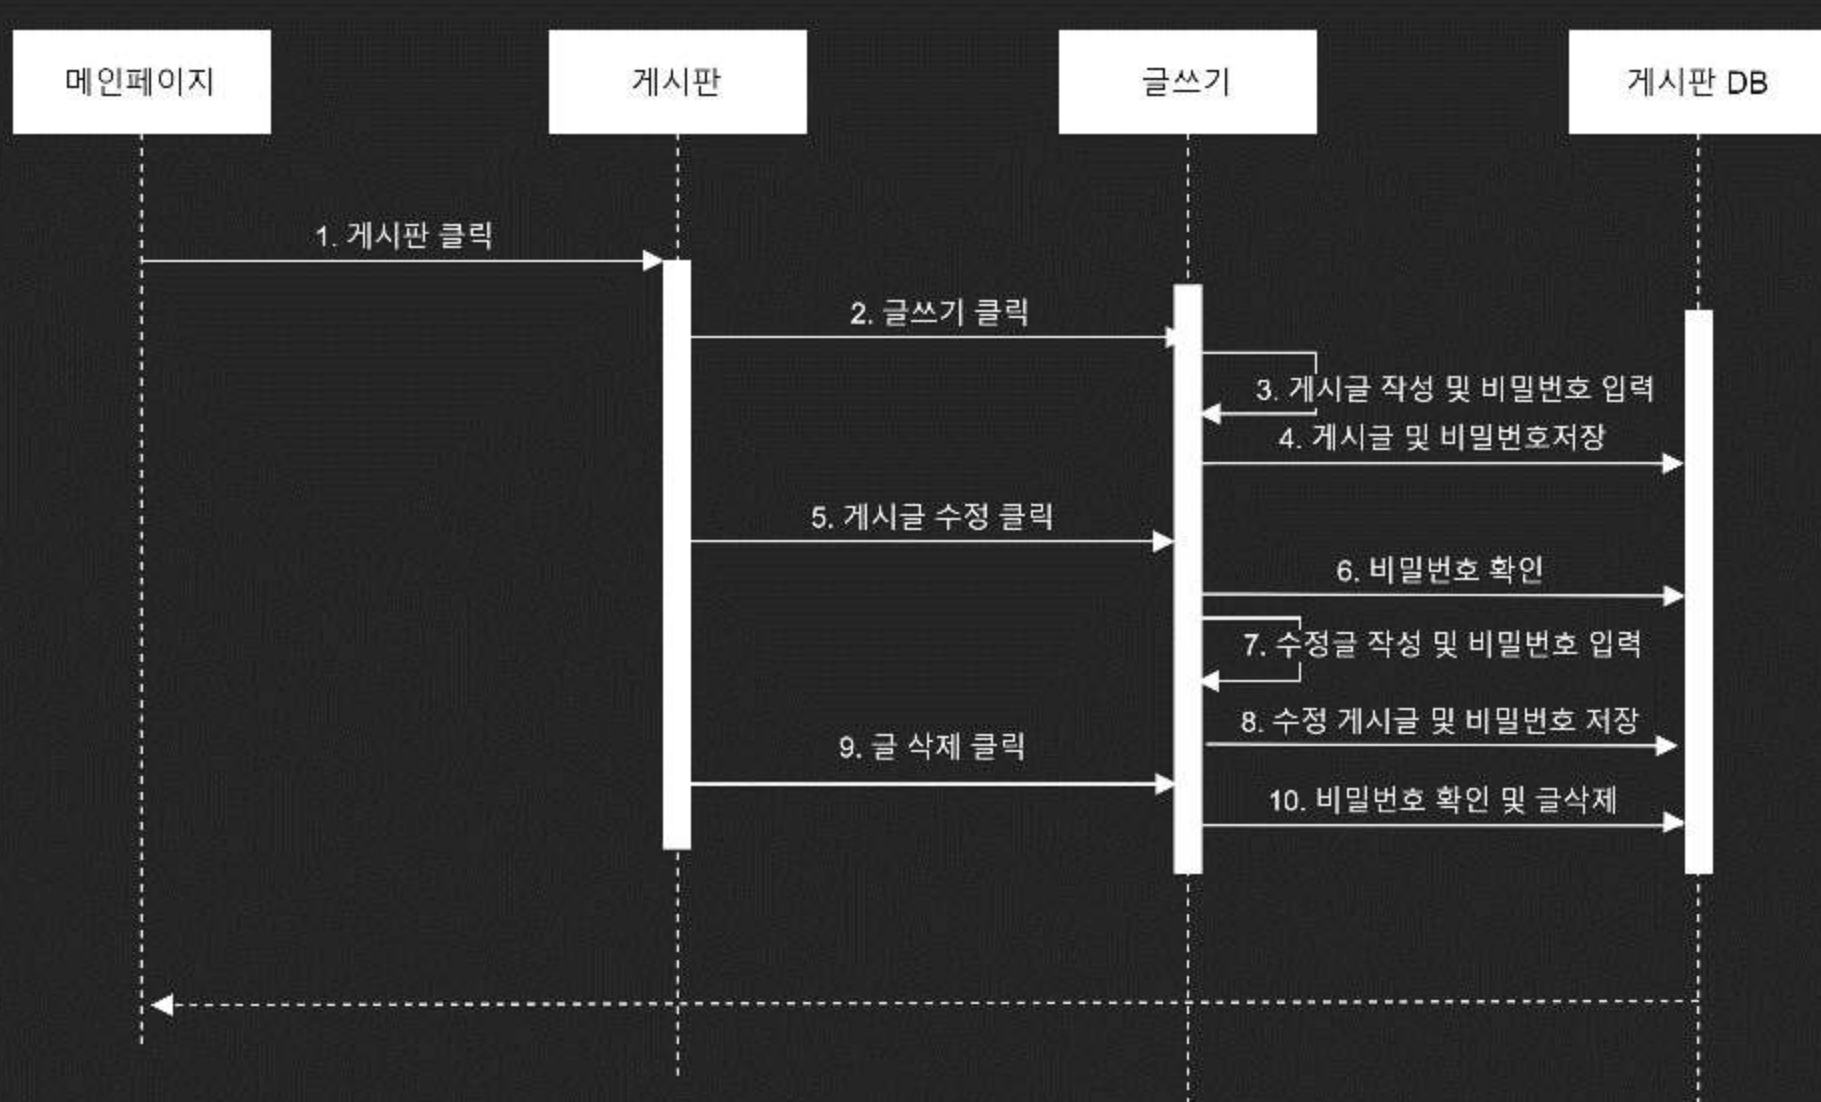 메인페이지
게시판
글쓰기
게시판 DB
1. 게시판 클릭
2. 글쓰기 클릭
3. 게시글 작성 및 비밀번호 입력
4. 게시글 및 비밀번호저장
5. 게시글 수정 클릭
6. 비밀번호 확인
7. 수정글 작성 및 비밀번호 입력
8. 수정 게시글 및 비밀번호 저장
9. 글 삭제 클릭
10. 비밀번호 확인 및 글삭제